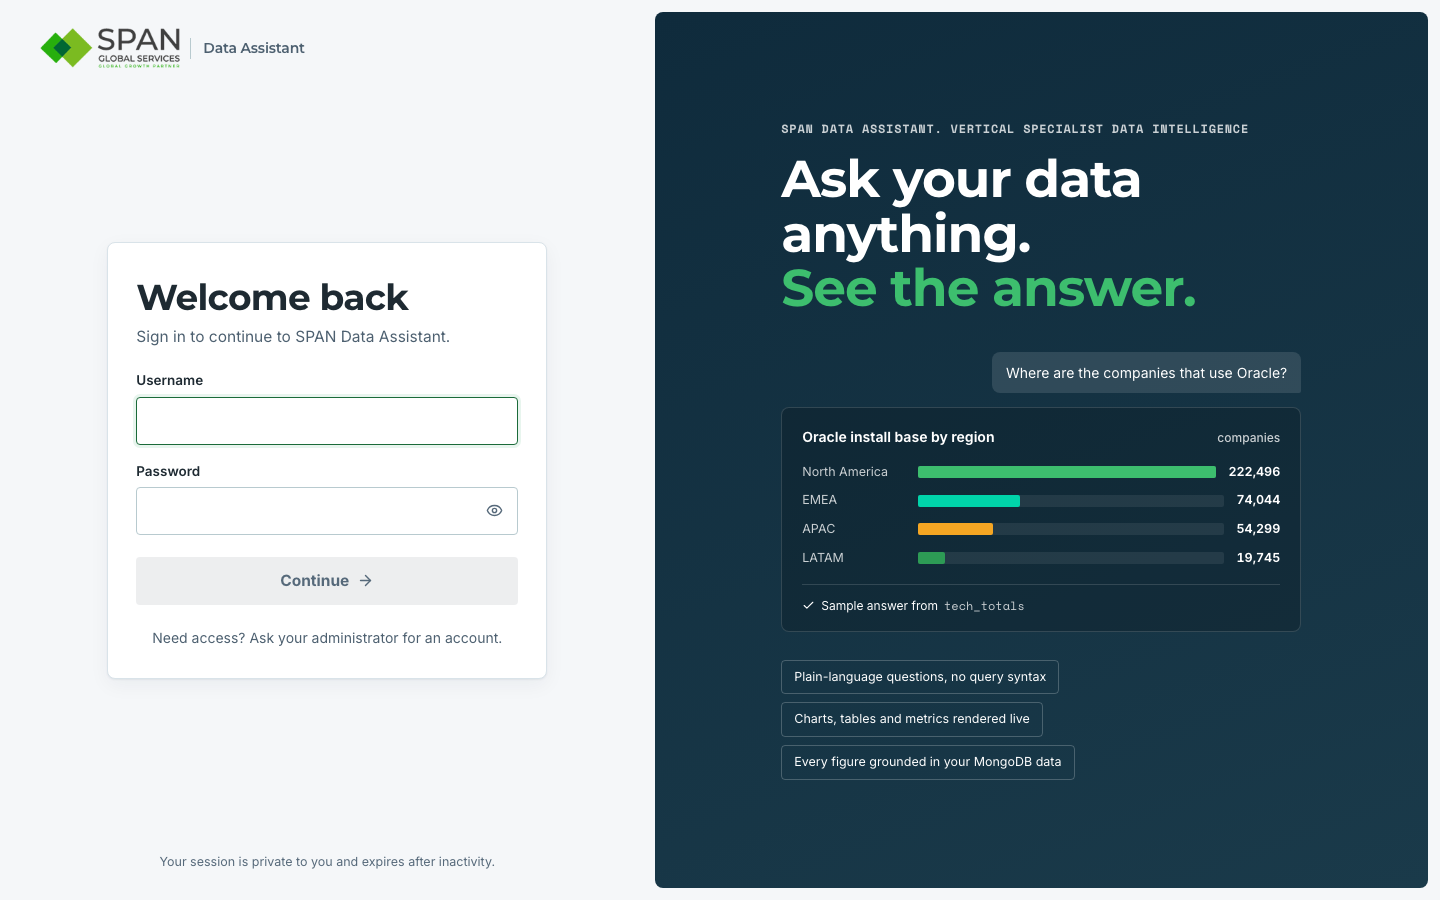 SPAN
GLOBAL SERVICES
GLOBAL GROWTH PARTNER
Data Assistant
Welcome back
Sign in to continue to SPAN Data Assistant.
Username
Password
Continue →
Need access? Ask your administrator for an account.
Your session is private to you and expires after inactivity.
SPAN DATA ASSISTANT. VERTICAL SPECIALIST DATA INTELLIGENCE
Ask your data
anything.
See the answer.
Where are the companies that use Oracle?
Oracle install base by region companies
North America 222,496
EMEA 74,044
APAC 54,299
LATAM 19,745
✓ Sample answer from tech_totals
Plain-language questions, no query syntax
Charts, tables and metrics rendered live
Every figure grounded in your MongoDB data